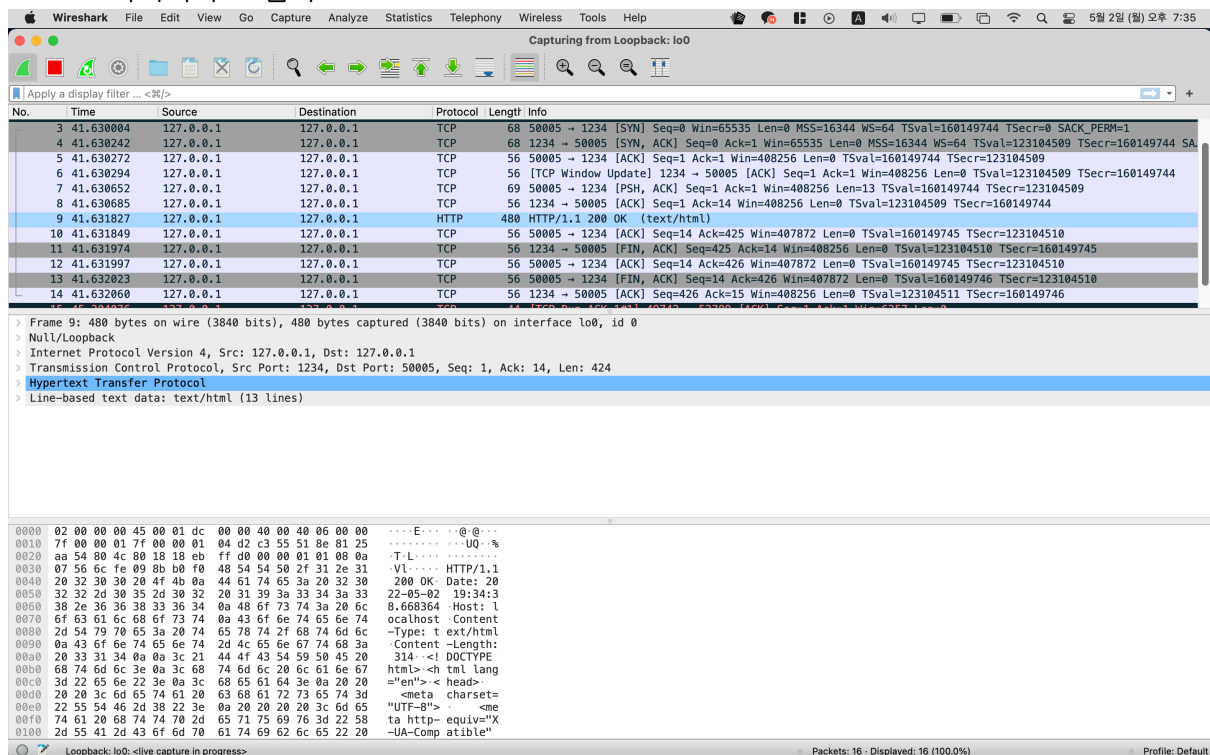 Wireshark File Edit View Go Capture Analyze Statistics Telephony Wireless Tools Help 5월 2일 (월) 오후 7:35
Capturing from Loopback: lo0
Apply a display filter ... <⌘/>
No. Time Source Destination Protocol Length Info
3 41.630004 127.0.0.1 127.0.0.1 TCP 68 50005 → 1234 [SYN] Seq=0 Win=65535 Len=0 MSS=16344 WS=64 TSval=160149744 TSecr=0 SACK_PERM=1
4 41.630242 127.0.0.1 127.0.0.1 TCP 68 1234 → 50005 [SYN, ACK] Seq=0 Ack=1 Win=65535 Len=0 MSS=16344 WS=64 TSval=123104509 TSecr=160149744 SA…
5 41.630272 127.0.0.1 127.0.0.1 TCP 56 50005 → 1234 [ACK] Seq=1 Ack=1 Win=408256 Len=0 TSval=160149744 TSecr=123104509
6 41.630294 127.0.0.1 127.0.0.1 TCP 56 [TCP Window Update] 1234 → 50005 [ACK] Seq=1 Ack=1 Win=408256 Len=0 TSval=123104509 TSecr=160149744
7 41.630652 127.0.0.1 127.0.0.1 TCP 69 50005 → 1234 [PSH, ACK] Seq=1 Ack=1 Win=408256 Len=13 TSval=160149744 TSecr=123104509
8 41.630685 127.0.0.1 127.0.0.1 TCP 56 1234 → 50005 [ACK] Seq=1 Ack=14 Win=408256 Len=0 TSval=123104509 TSecr=160149744
9 41.631827 127.0.0.1 127.0.0.1 HTTP 480 HTTP/1.1 200 OK (text/html)
10 41.631849 127.0.0.1 127.0.0.1 TCP 56 50005 → 1234 [ACK] Seq=14 Ack=425 Win=407872 Len=0 TSval=160149745 TSecr=123104510
11 41.631974 127.0.0.1 127.0.0.1 TCP 56 1234 → 50005 [FIN, ACK] Seq=425 Ack=14 Win=408256 Len=0 TSval=123104510 TSecr=160149745
12 41.631997 127.0.0.1 127.0.0.1 TCP 56 50005 → 1234 [ACK] Seq=14 Ack=426 Win=407872 Len=0 TSval=160149745 TSecr=123104510
13 41.632023 127.0.0.1 127.0.0.1 TCP 56 50005 → 1234 [FIN, ACK] Seq=14 Ack=426 Win=407872 Len=0 TSval=160149746 TSecr=123104510
14 41.632060 127.0.0.1 127.0.0.1 TCP 56 1234 → 50005 [ACK] Seq=426 Ack=15 Win=408256 Len=0 TSval=123104511 TSecr=160149746
Frame 9: 480 bytes on wire (3840 bits), 480 bytes captured (3840 bits) on interface lo0, id 0
Null/Loopback
Internet Protocol Version 4, Src: 127.0.0.1, Dst: 127.0.0.1
Transmission Control Protocol, Src Port: 1234, Dst Port: 50005, Seq: 1, Ack: 14, Len: 424
Hypertext Transfer Protocol
Line-based text data: text/html (13 lines)
0000 02 00 00 00 45 00 01 dc 00 00 40 00 40 06 00 00 ····E··· ··@·@···
0010 7f 00 00 01 7f 00 00 01 04 d2 c3 55 51 8e 81 25 ········ ···UQ··%
0020 aa 54 80 4c 80 18 18 eb ff d0 00 00 01 01 08 0a ·T·L···· ········
0030 07 56 6c fe 09 8b b0 f0 48 54 54 50 2f 31 2e 31 ·Vl····· HTTP/1.1
0040 20 32 30 30 20 4f 4b 0a 44 61 74 65 3a 20 32 30 200 OK· Date: 20
0050 32 32 2d 30 35 2d 30 32 20 31 39 3a 33 34 3a 33 22-05-02 19:34:3
0060 38 2e 36 36 38 33 36 34 0a 48 6f 73 74 3a 20 6c 8.668364 ·Host: l
0070 6f 63 61 6c 68 6f 73 74 0a 43 6f 6e 74 65 6e 74 ocalhost ·Content
0080 2d 54 79 70 65 3a 20 74 65 78 74 2f 68 74 6d 6c -Type: t ext/html
0090 0a 43 6f 6e 74 65 6e 74 2d 4c 65 6e 67 74 68 3a ·Content -Length:
00a0 20 33 31 34 0a 0a 3c 21 44 4f 43 54 59 50 45 20 314··<! DOCTYPE
00b0 68 74 6d 6c 3e 0a 3c 68 74 6d 6c 20 6c 61 6e 67 html>·<h tml lang
00c0 3d 22 65 6e 22 3e 0a 3c 68 65 61 64 3e 0a 20 20 ="en">·< head>·
00d0 20 20 3c 6d 65 74 61 20 63 68 61 72 73 65 74 3d <meta charset=
00e0 22 55 54 46 2d 38 22 3e 0a 20 20 20 20 3c 6d 65 "UTF-8"> · <me
00f0 74 61 20 68 74 74 70 2d 65 71 75 69 76 3d 22 58 ta http- equiv="X
0100 2d 55 41 2d 43 6f 6d 70 61 74 69 62 6c 65 22 20 -UA-Comp atible"
Loopback: lo0: <live capture in progress> Packets: 16 · Displayed: 16 (100.0%) Profile: Default